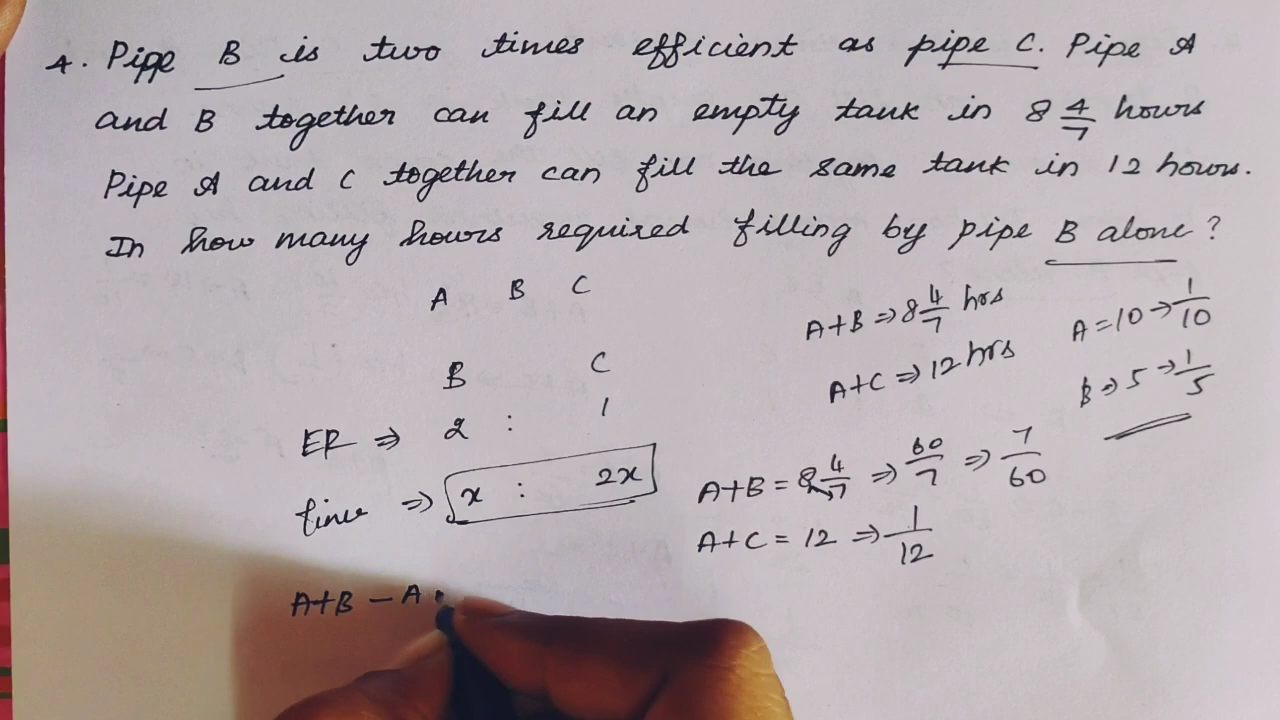 4. Pipe B is two times efficient as pipe C. Pipe A
and B together can fill an empty tank in 8 4/7 hours
Pipe A and C together can fill the same tank in 12 hours.
In how many hours required filling by pipe B alone?
A B C
A+B ⇒ 8 4/7 hrs
A = 10 → 1/10
A+C ⇒ 12 hrs
B ⇒ 5 → 1/5
B C
ER ⇒ 2 : 1
time ⇒ x : 2x
A+B = 8 4/7 ⇒ 60/7 ⇒ 7/60
A+C = 12 ⇒ 1/12
A+B - A